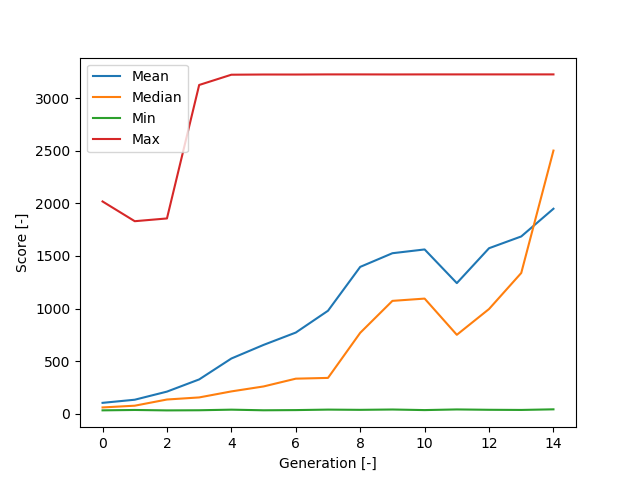 Mean
Median
Min
Max
3000
2500
2000
1500
1000
500
0
Score [-]
0 2 4 6 8 10 12 14
Generation [-]